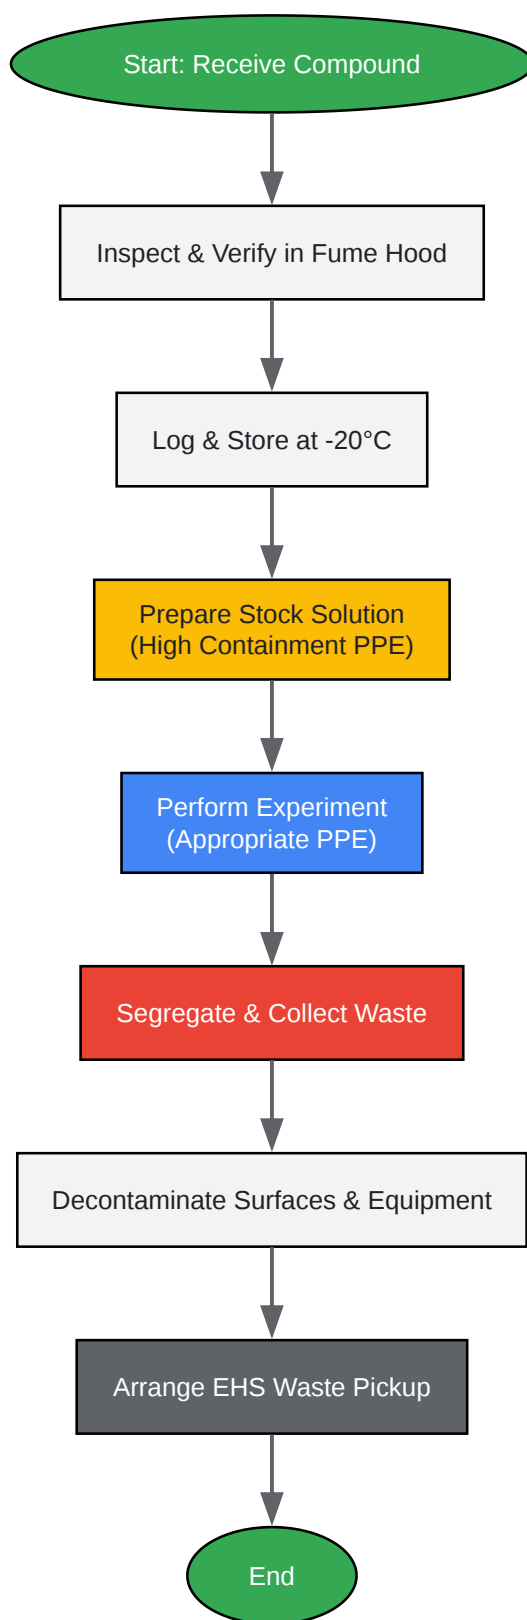 Start: Receive Compound
Inspect & Verify in Fume Hood
Log & Store at -20°C
Prepare Stock Solution
(High Containment PPE)
Perform Experiment
(Appropriate PPE)
Segregate & Collect Waste
Decontaminate Surfaces & Equipment
Arrange EHS Waste Pickup
End